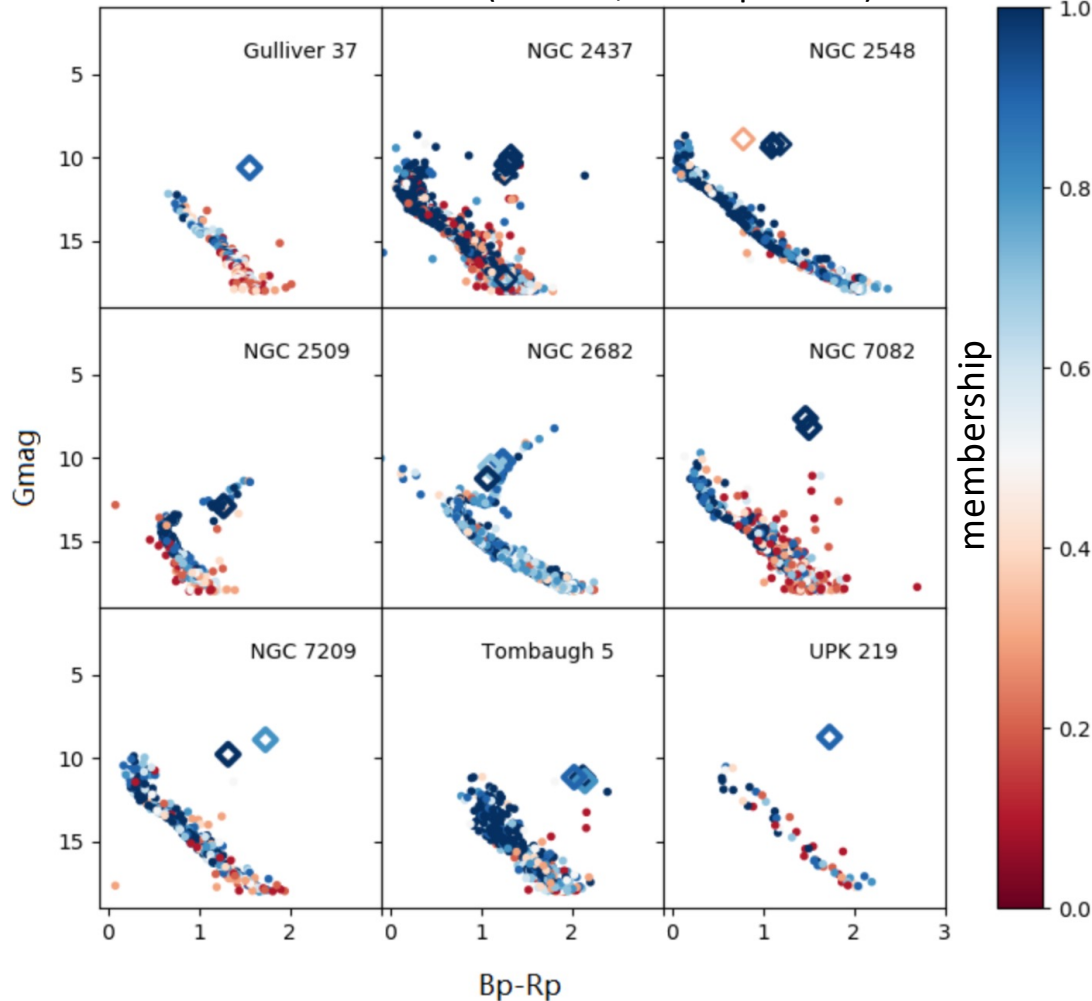 Gulliver 37
NGC 2437
NGC 2548
5
10
15
NGC 2509
NGC 2682
NGC 7082
5
10
15
NGC 7209
Tombaugh 5
UPK 219
5
10
15
0 1 2 0 1 2 0 1 2 3
Bp-Rp
Gmag
membership
1.0
0.8
0.6
0.4
0.2
0.0